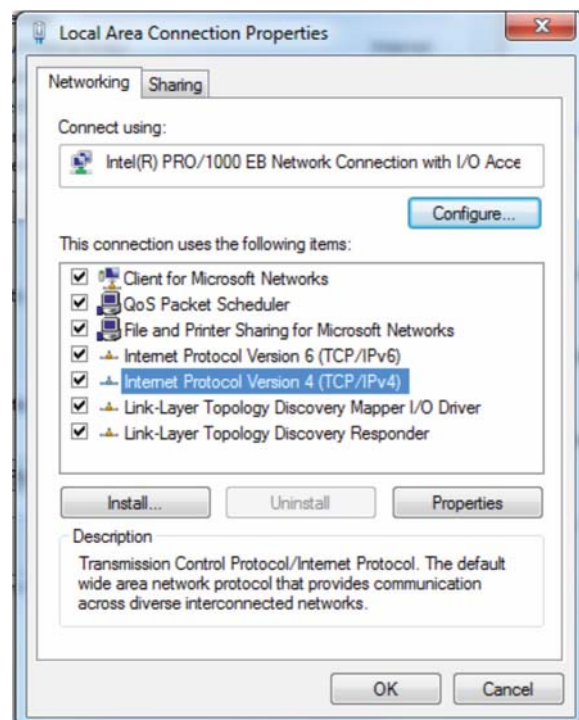 Local Area Connection Properties
Networking
Sharing
Connect using:
Intel(R) PRO/1000 EB Network Connection with I/O Acce
Configure...
This connection uses the following items:
Client for Microsoft Networks
QoS Packet Scheduler
File and Printer Sharing for Microsoft Networks
Internet Protocol Version 6 (TCP/IPv6)
Internet Protocol Version 4 (TCP/IPv4)
Link-Layer Topology Discovery Mapper I/O Driver
Link-Layer Topology Discovery Responder
Install...
Uninstall
Properties
Description
Transmission Control Protocol/Internet Protocol. The default
wide area network protocol that provides communication
across diverse interconnected networks.
OK
Cancel